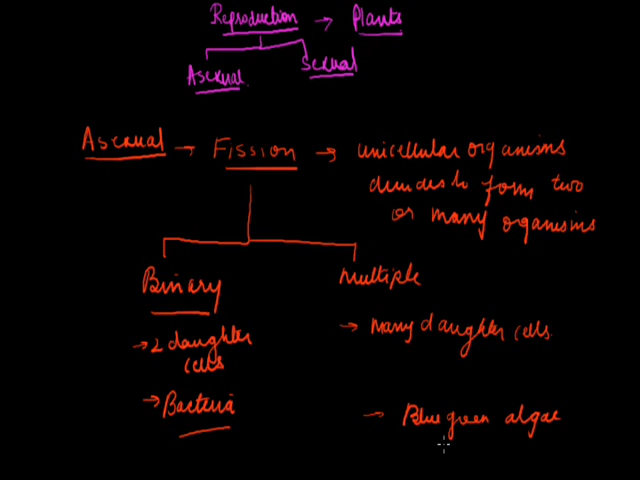 Reproduction → Plants
Asexual
Sexual
Asexual → Fission → unicellular organisms
divides to form two
or many organisms
Binary
Multiple
→ 2 daughter
cells
→ Many daughter cells.
→ Bacteria
→ Blue green algae